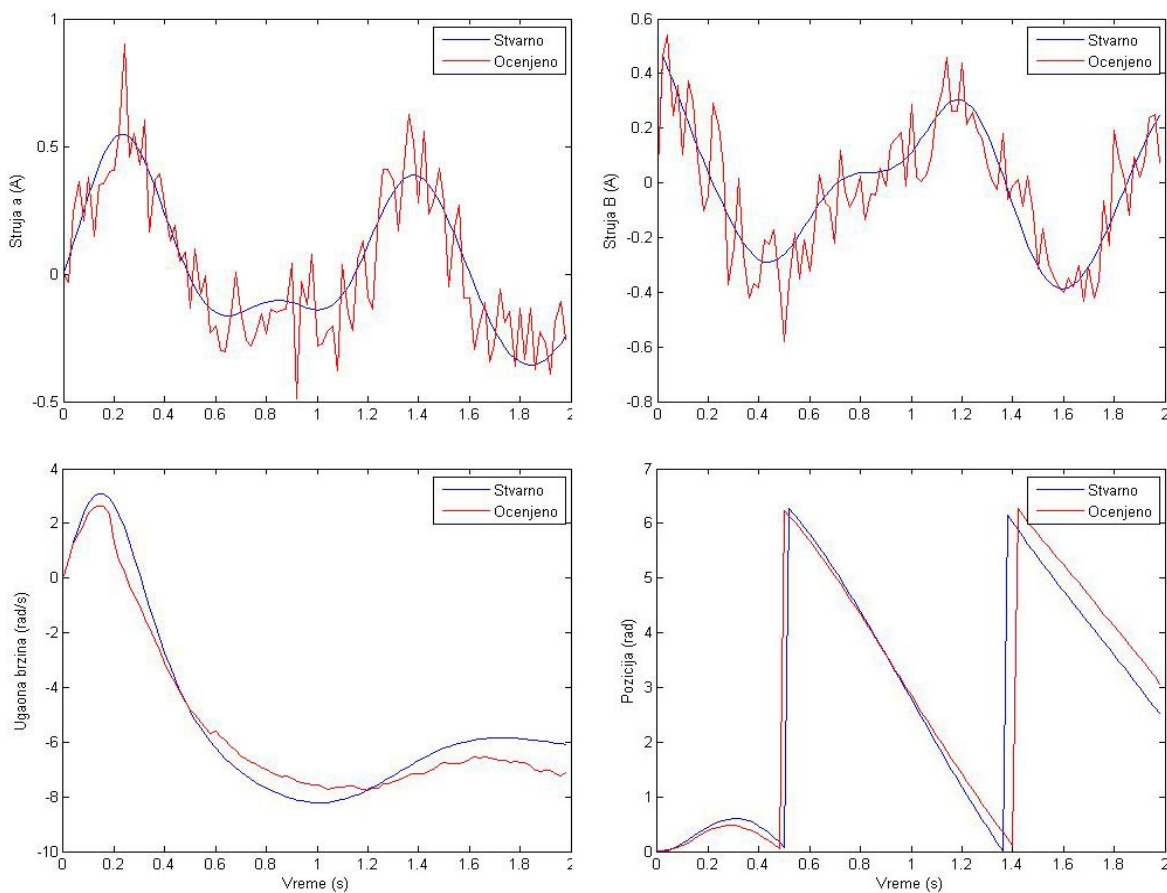 1
0.5
0
-0.5
Struja a (A)
Stvarno
Ocenjeno
0 0.2 0.4 0.6 0.8 1 1.2 1.4 1.6 1.8 2
0.6
0.4
0.2
0
-0.2
-0.4
-0.6
-0.8
Struja B (A)
Stvarno
Ocenjeno
0 0.2 0.4 0.6 0.8 1 1.2 1.4 1.6 1.8 2
4
2
0
-2
-4
-6
-8
-10
Ugaona brzina (rad/s)
Stvarno
Ocenjeno
0 0.2 0.4 0.6 0.8 1 1.2 1.4 1.6 1.8 2
Vreme (s)
7
6
5
4
3
2
1
0
Pozicija (rad)
Stvarno
Ocenjeno
0 0.2 0.4 0.6 0.8 1 1.2 1.4 1.6 1.8 2
Vreme (s)